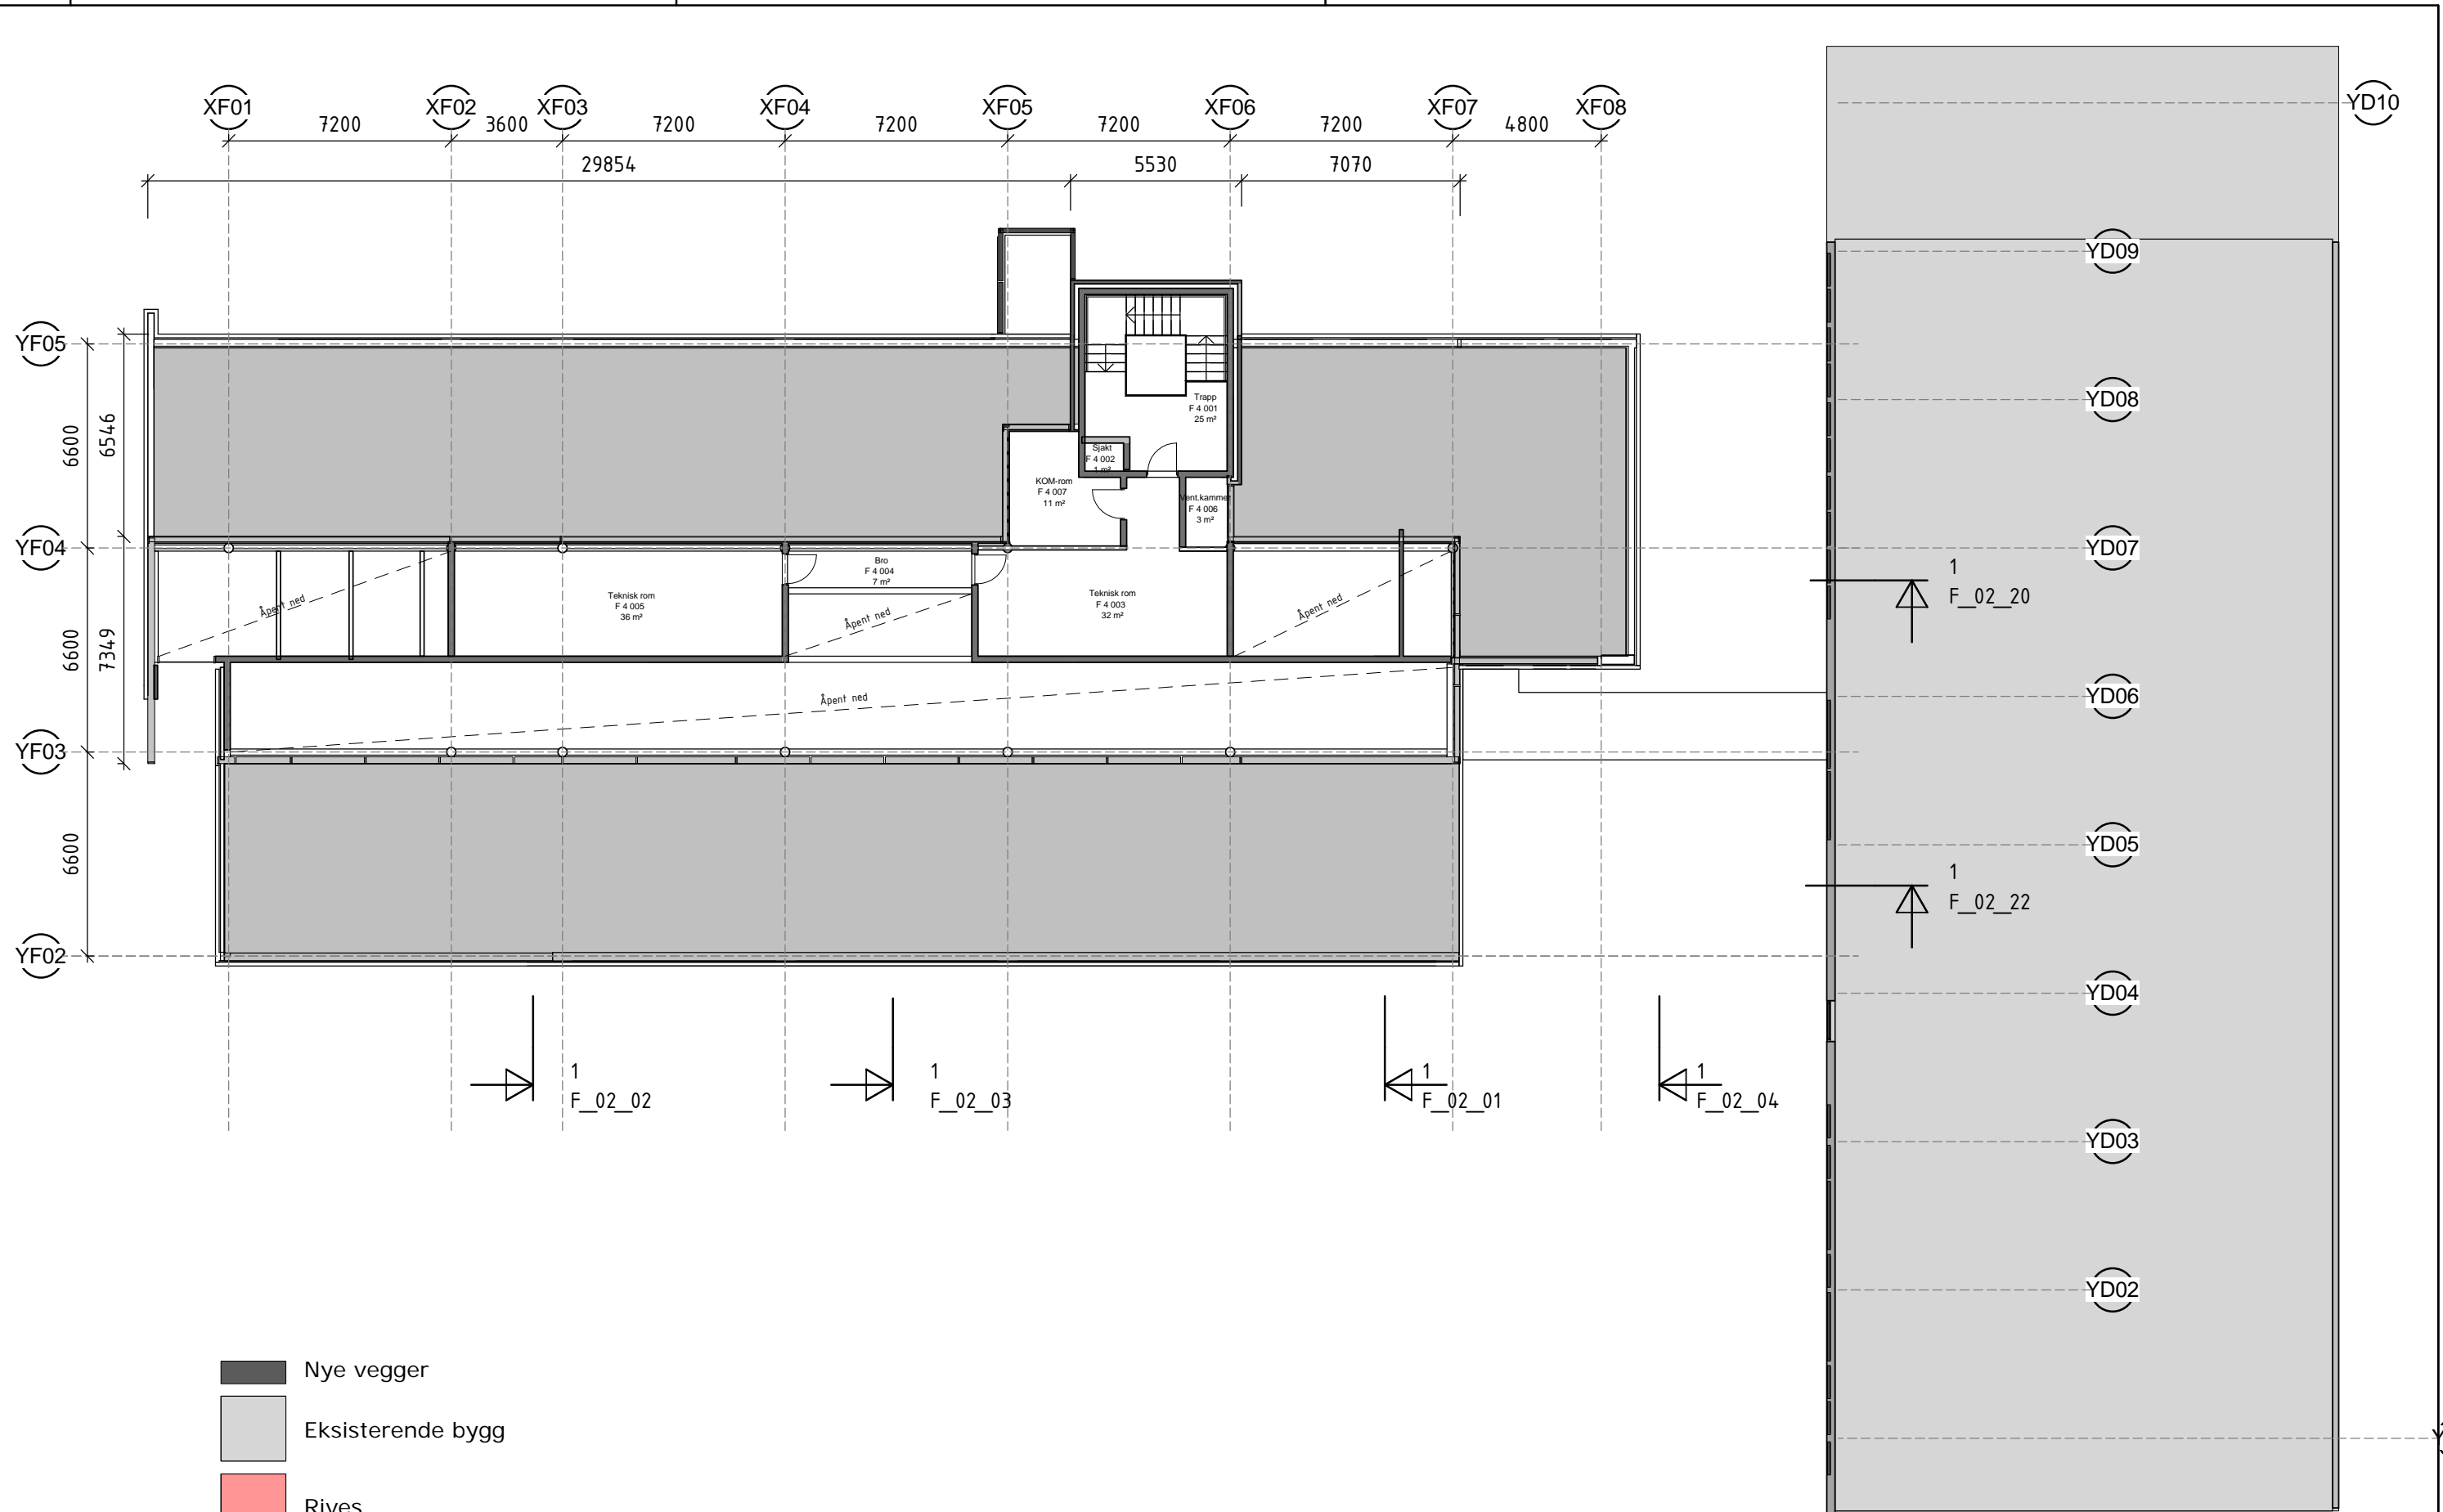 XF01
XF02
XF03
XF04
XF05
XF06
XF07
XF08
YD10
7200
3600
7200
7200
7200
7200
4800
29854
5530
7070
YD09
YF05
YD08
6600
6546
Trapp
F 4 001
25 m²
Sjakt
F 4 002
1 m²
KOM-rom
F 4 007
11 m²
Vent.kammer
F 4 006
3 m²
YF04
YD07
Bro
F 4 004
7 m²
Teknisk rom
F 4 005
36 m²
Teknisk rom
F 4 003
32 m²
Åpent ned
Åpent ned
Åpent ned
1
F_02_20
6600
7349
Åpent ned
YD06
YF03
YD05
6600
1
F_02_22
YF02
YD04
1
F_02_02
1
F_02_03
1
F_02_01
1
F_02_04
YD03
YD02
Nye vegger
Eksisterende bygg
Rives